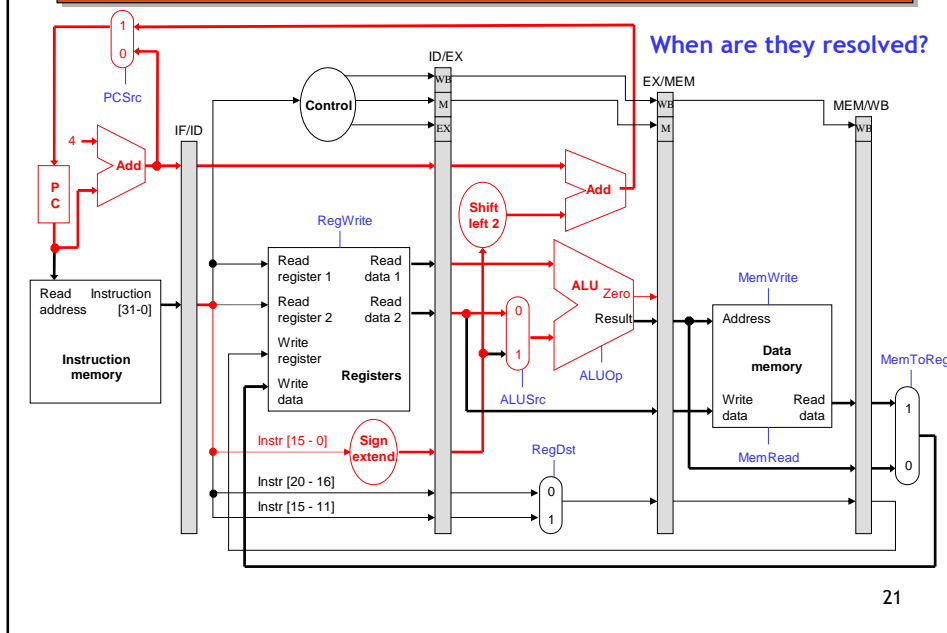 When are they resolved?
1
0
PCSrc
4
Add
P
C
IF/ID
Control
ID/EX
WB
M
EX
EX/MEM
WB
M
MEM/WB
WB
Add
Shift
left 2
RegWrite
Read
register 1
Read
data 1
Read
register 2
Read
data 2
Write
register
Write
data
Registers
Read
address
Instruction
[31-0]
Instruction
memory
0
1
ALUSrc
ALU
Zero
Result
ALUOp
MemWrite
Address
Data
memory
Write
data
Read
data
MemRead
MemToReg
1
0
Instr [15 - 0]
Sign
extend
RegDst
0
1
Instr [20 - 16]
Instr [15 - 11]
21